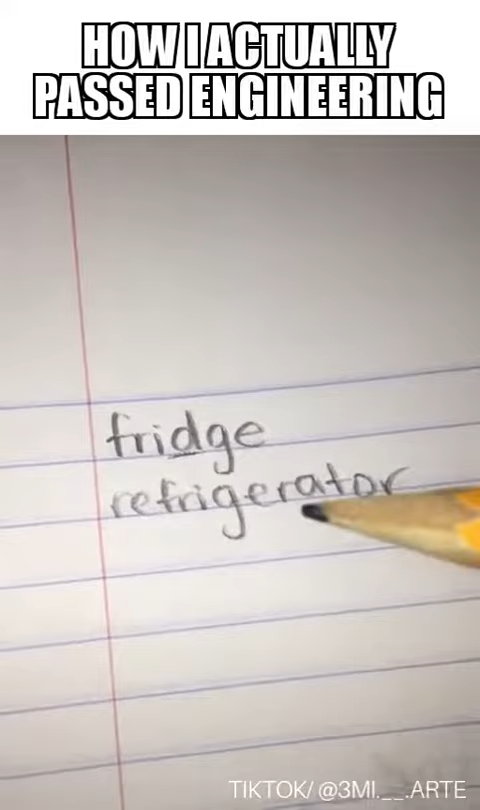 HOW I ACTUALLY
PASSED ENGINEERING
fridge
refrigerator
TIKTOK/ @3MI.__.ARTE